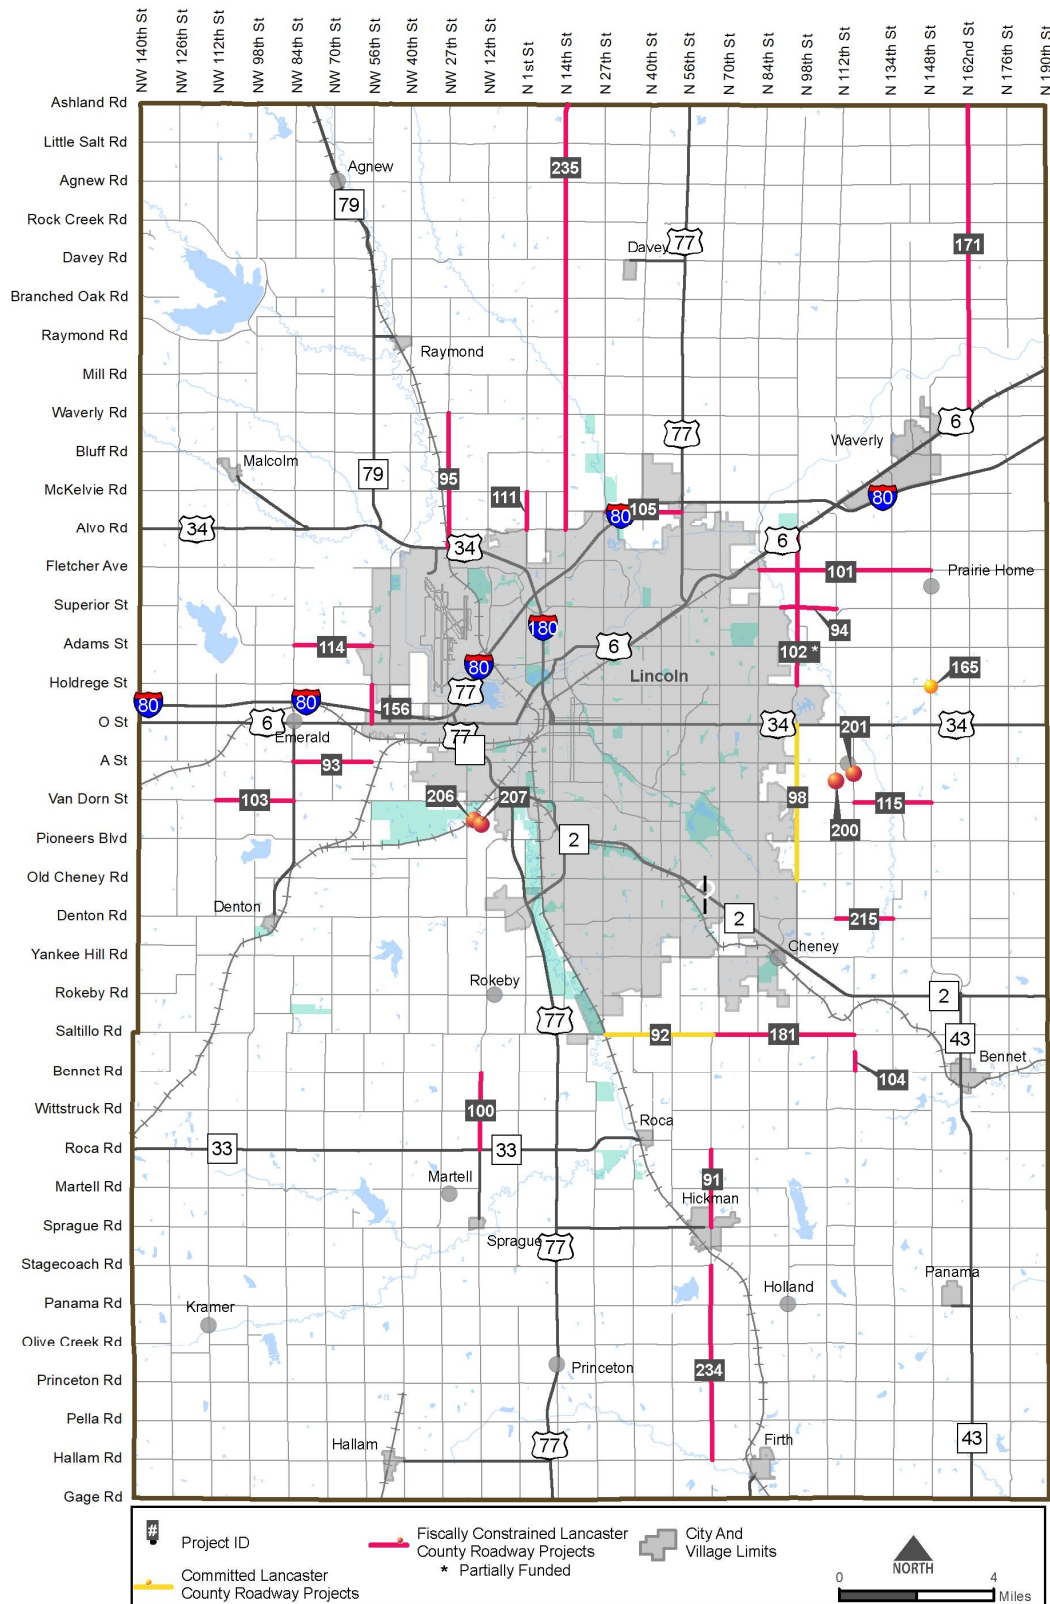 NW 140th St
NW 126th St
NW 112th St
NW 98th St
NW 84th St
NW 70th St
NW 56th St
NW 40th St
NW 27th St
NW 12th St
N 1st St
N 14th St
N 27th St
N 40th St
N 56th St
N 70th St
N 84th St
N 98th St
N 112th St
N 134th St
N 148th St
N 162nd St
N 176th St
N 190th St
Ashland Rd
Little Salt Rd
Agnew Rd
Rock Creek Rd
Davey Rd
Branched Oak Rd
Raymond Rd
Mill Rd
Waverly Rd
Bluff Rd
McKelvie Rd
Alvo Rd
Fletcher Ave
Superior St
Adams St
Holdrege St
O St
A St
Van Dorn St
Pioneers Blvd
Old Cheney Rd
Denton Rd
Yankee Hill Rd
Rokeby Rd
Saltillo Rd
Bennet Rd
Wittstruck Rd
Roca Rd
Martell Rd
Sprague Rd
Stagecoach Rd
Panama Rd
Olive Creek Rd
Princeton Rd
Pella Rd
Hallam Rd
Gage Rd
Agnew
235
79
171
Davey
77
Raymond
6
77
Waverly
Malcolm
79
95
111
80
105
80
34
34
6
101
Prairie Home
94
180
6
102 *
114
80
Lincoln
165
77
80
80
156
6
Emerald
77
34
201
34
93
103
98
115
206
207
200
2
Denton
2
215
Cheney
Rokeby
2
77
92
181
43
Bennet
104
100
Roca
33
33
Martell
91
Hickman
Sprague
77
Panama
Holland
Kramer
234
Princeton
77
43
Hallam
Firth
#
Project ID
Committed Lancaster
County Roadway Projects
Fiscally Constrained Lancaster
County Roadway Projects
* Partially Funded
City And
Village Limits
NORTH
0
4
Miles